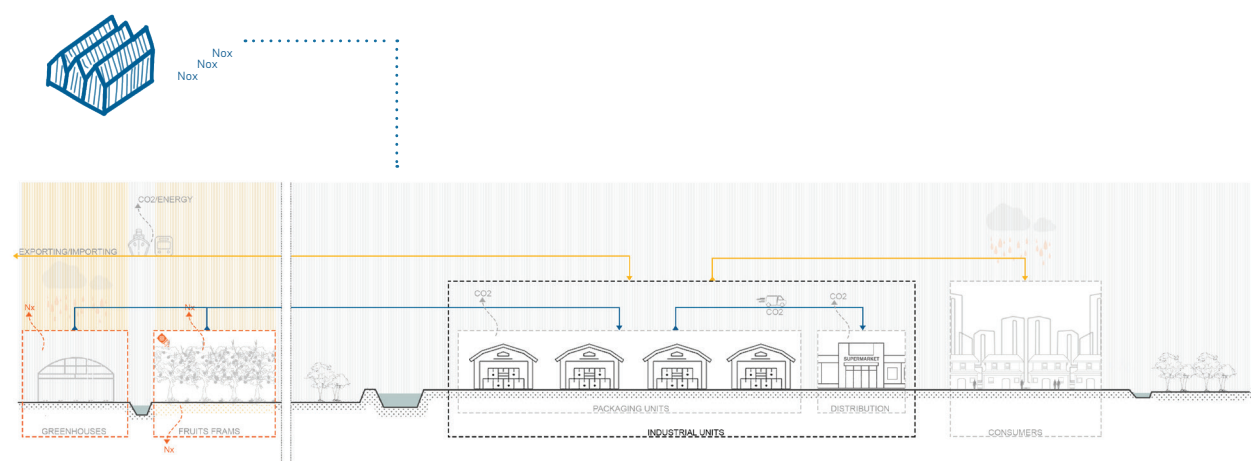 Nox
Nox
Nox
CO2/ENERGY
EXPORTING/IMPORTING
Nx
Nx
CO2
CO2
CO2
SUPERMARKET
PACKAGING UNITS
DISTRIBUTION
GREENHOUSES
FRUITS FRAMS
INDUSTRIAL UNITS
CONSUMERS
Nx